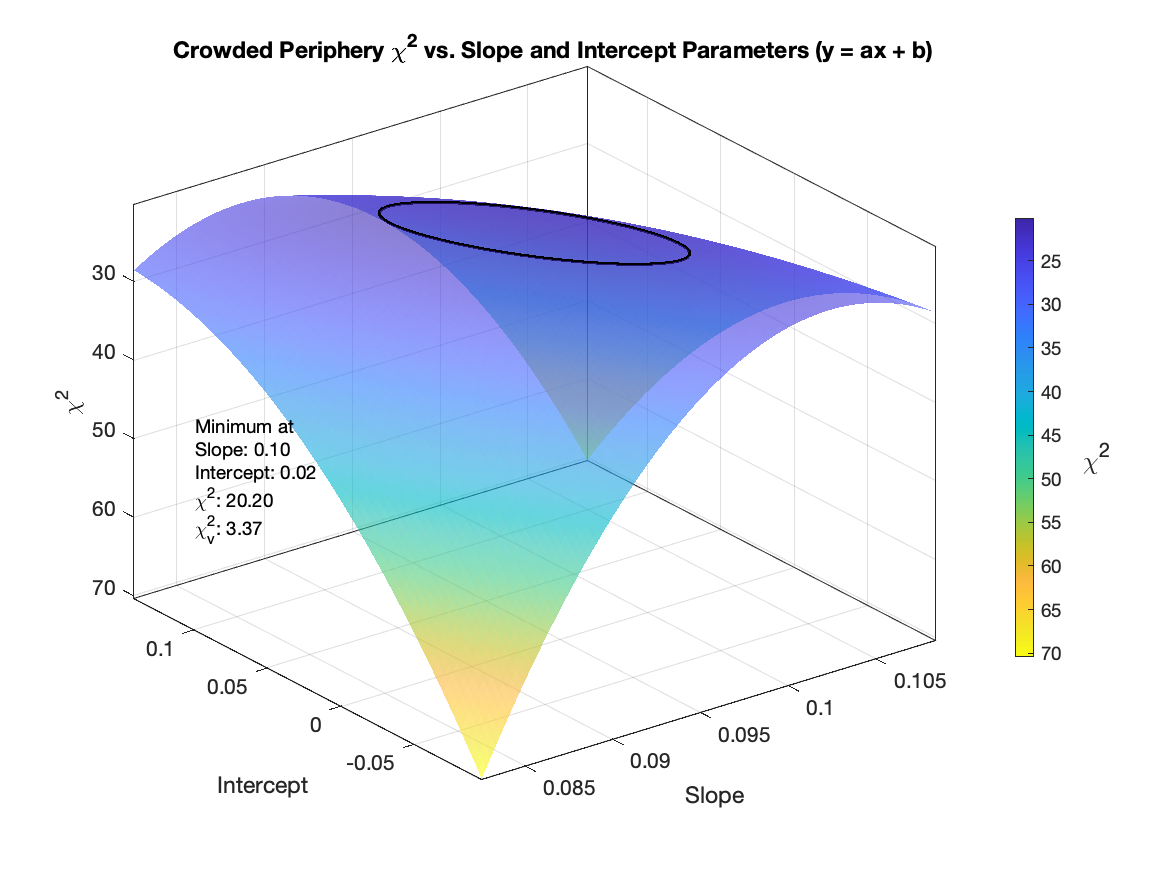 Crowded Periphery χ² vs. Slope and Intercept Parameters (y = ax + b)
30
40
50
60
70
χ²
Minimum at
Slope: 0.10
Intercept: 0.02
χ²: 20.20
χ²ᵥ: 3.37
0.1
0.05
0
-0.05
Intercept
0.085
0.09
0.095
0.1
0.105
Slope
25
30
35
40
45
50
55
60
65
70
χ²